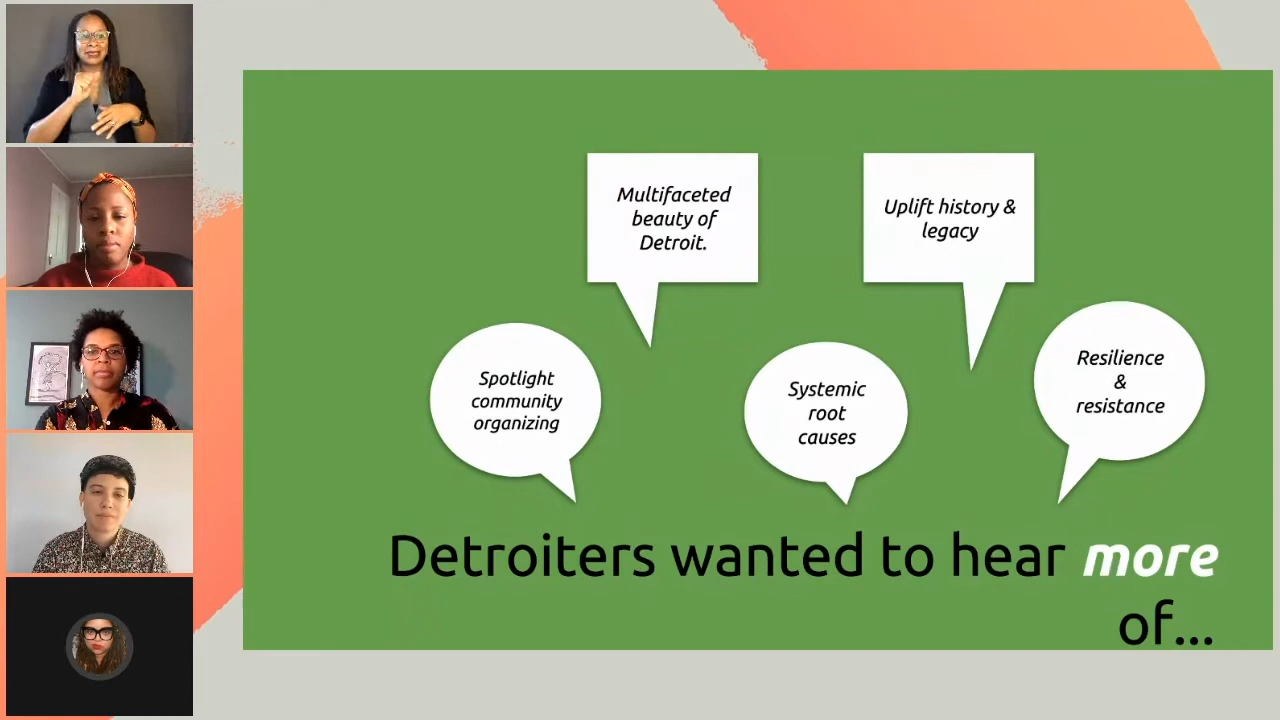 Multifaceted
beauty of
Detroit.
Uplift history &
legacy
Spotlight
community
organizing
Systemic
root
causes
Resilience
&
resistance
Detroiters wanted to hear more
of...